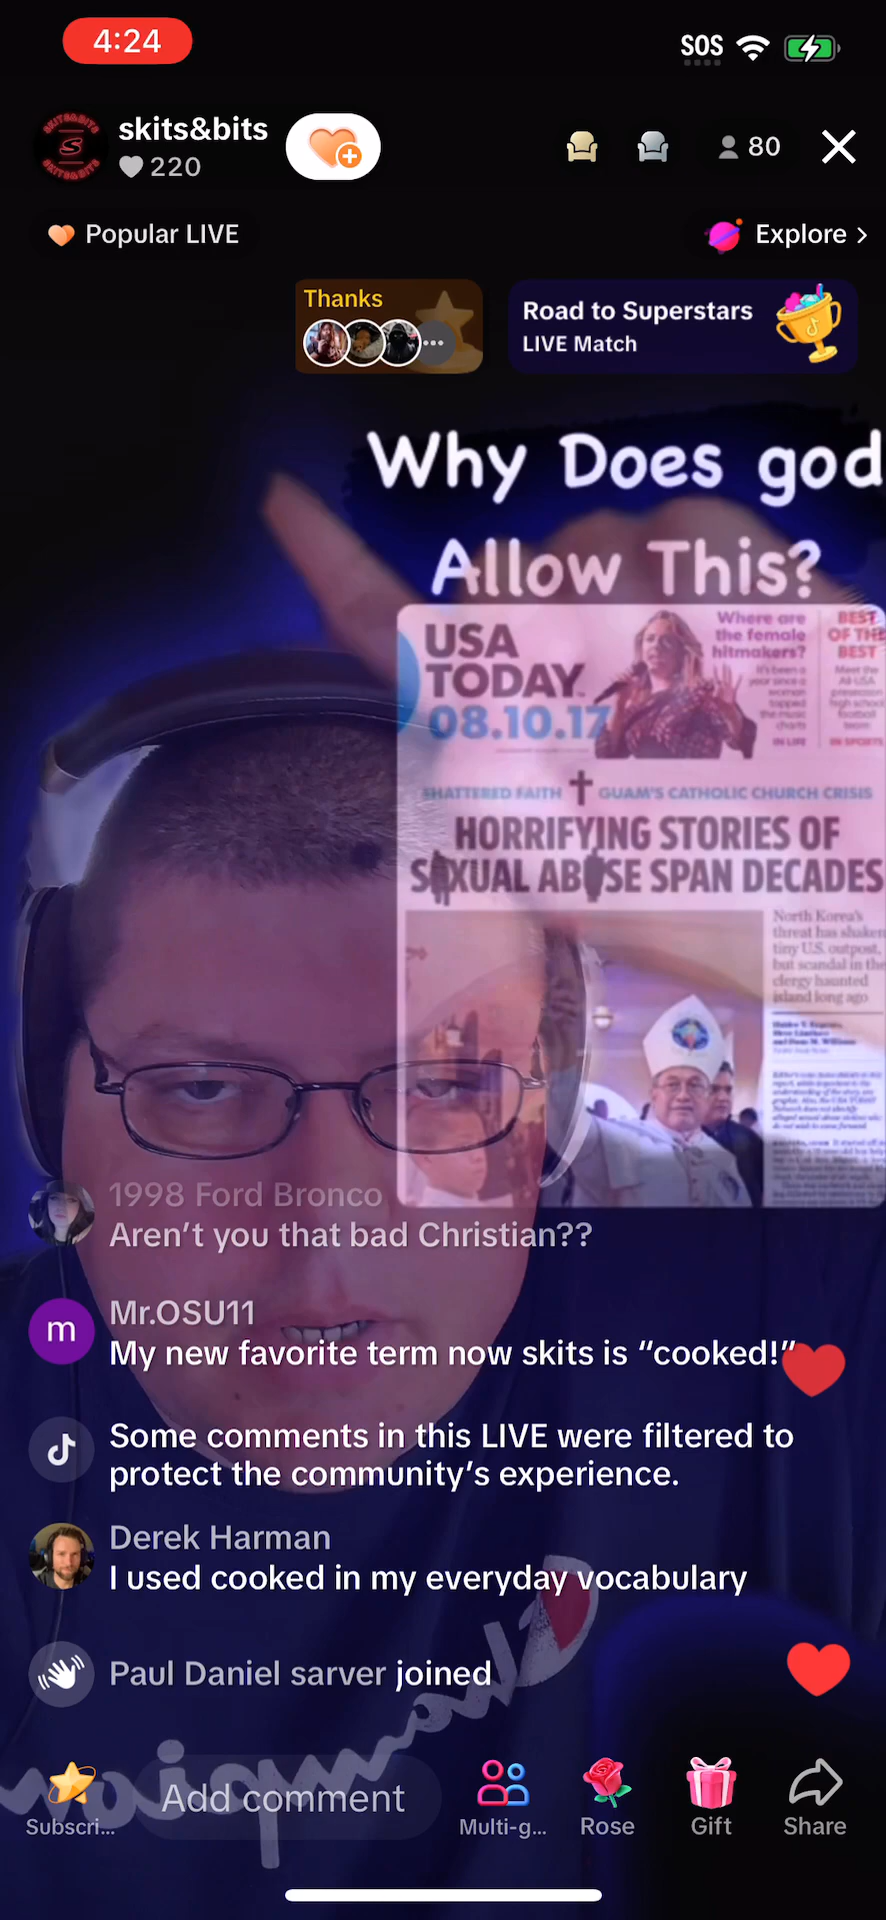 4:24
SOS
skits&bits
220
80
Popular LIVE
Explore >
Thanks
Road to Superstars
LIVE Match
Why Does god
Allow This?
USA
TODAY
08.10.17
Where are
the female
hitmakers?
IN LIFE
BEST
OF THE
BEST
IN SPORTS
SHATTERED FAITH
GUAM'S CATHOLIC CHURCH CRISIS
HORRIFYING STORIES OF
SEXUAL ABUSE SPAN DECADES
North Korea's
threat has shaken
tiny U.S. outpost,
but scandal in the
clergy haunted
island long ago
1998 Ford Bronco
Aren't you that bad Christian??
m
Mr.OSU11
My new favorite term now skits is “cooked!”
Some comments in this LIVE were filtered to
protect the community's experience.
Derek Harman
I used cooked in my everyday vocabulary
Paul Daniel sarver joined
Subscri...
Add comment
Multi-g...
Rose
Gift
Share